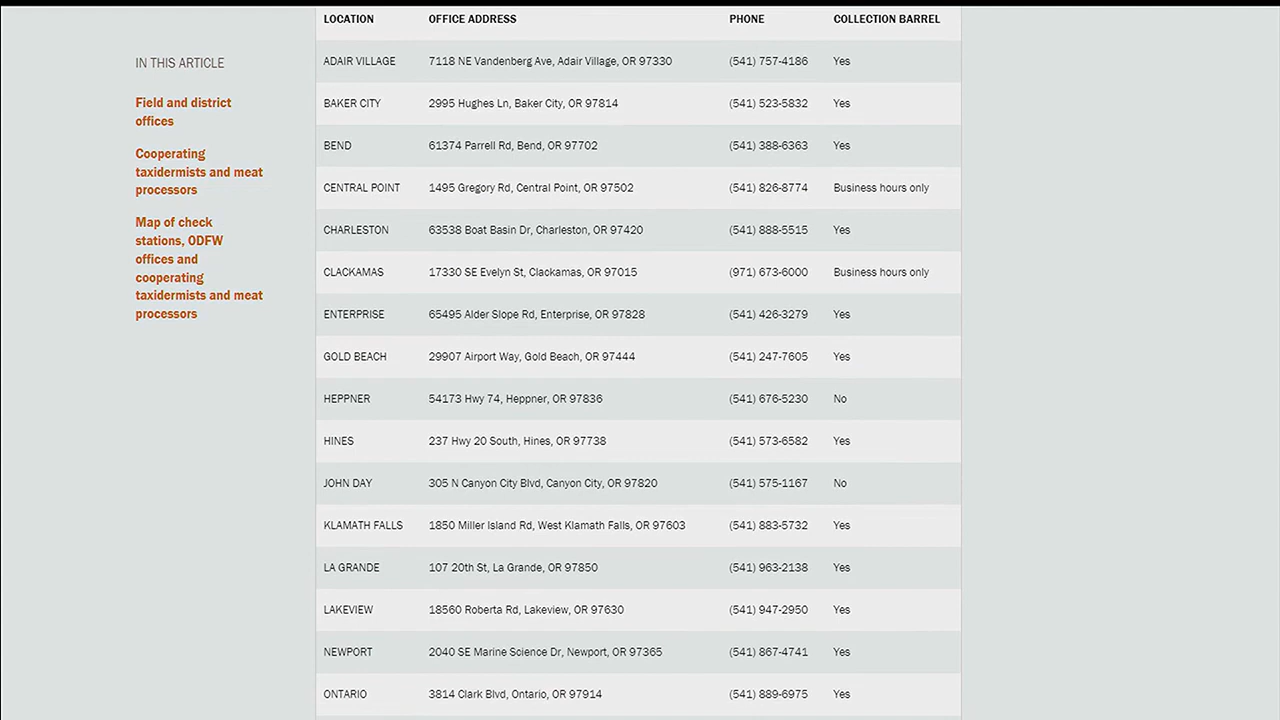 LOCATION OFFICE ADDRESS PHONE COLLECTION BARREL
IN THIS ARTICLE
Field and district
offices
Cooperating
taxidermists and meat
processors
Map of check
stations, ODFW
offices and
cooperating
taxidermists and meat
processors
ADAIR VILLAGE 7118 NE Vandenberg Ave, Adair Village, OR 97330 (541) 757-4186 Yes
BAKER CITY 2995 Hughes Ln, Baker City, OR 97814 (541) 523-5832 Yes
BEND 61374 Parrell Rd, Bend, OR 97702 (541) 388-6363 Yes
CENTRAL POINT 1495 Gregory Rd, Central Point, OR 97502 (541) 826-8774 Business hours only
CHARLESTON 63538 Boat Basin Dr, Charleston, OR 97420 (541) 888-5515 Yes
CLACKAMAS 17330 SE Evelyn St, Clackamas, OR 97015 (971) 673-6000 Business hours only
ENTERPRISE 65495 Alder Slope Rd, Enterprise, OR 97828 (541) 426-3279 Yes
GOLD BEACH 29907 Airport Way, Gold Beach, OR 97444 (541) 247-7605 Yes
HEPPNER 54173 Hwy 74, Heppner, OR 97836 (541) 676-5230 No
HINES 237 Hwy 20 South, Hines, OR 97738 (541) 573-6582 Yes
JOHN DAY 305 N Canyon City Blvd, Canyon City, OR 97820 (541) 575-1167 No
KLAMATH FALLS 1850 Miller Island Rd, West Klamath Falls, OR 97603 (541) 883-5732 Yes
LA GRANDE 107 20th St, La Grande, OR 97850 (541) 963-2138 Yes
LAKEVIEW 18560 Roberta Rd, Lakeview, OR 97630 (541) 947-2950 Yes
NEWPORT 2040 SE Marine Science Dr, Newport, OR 97365 (541) 867-4741 Yes
ONTARIO 3814 Clark Blvd, Ontario, OR 97914 (541) 889-6975 Yes